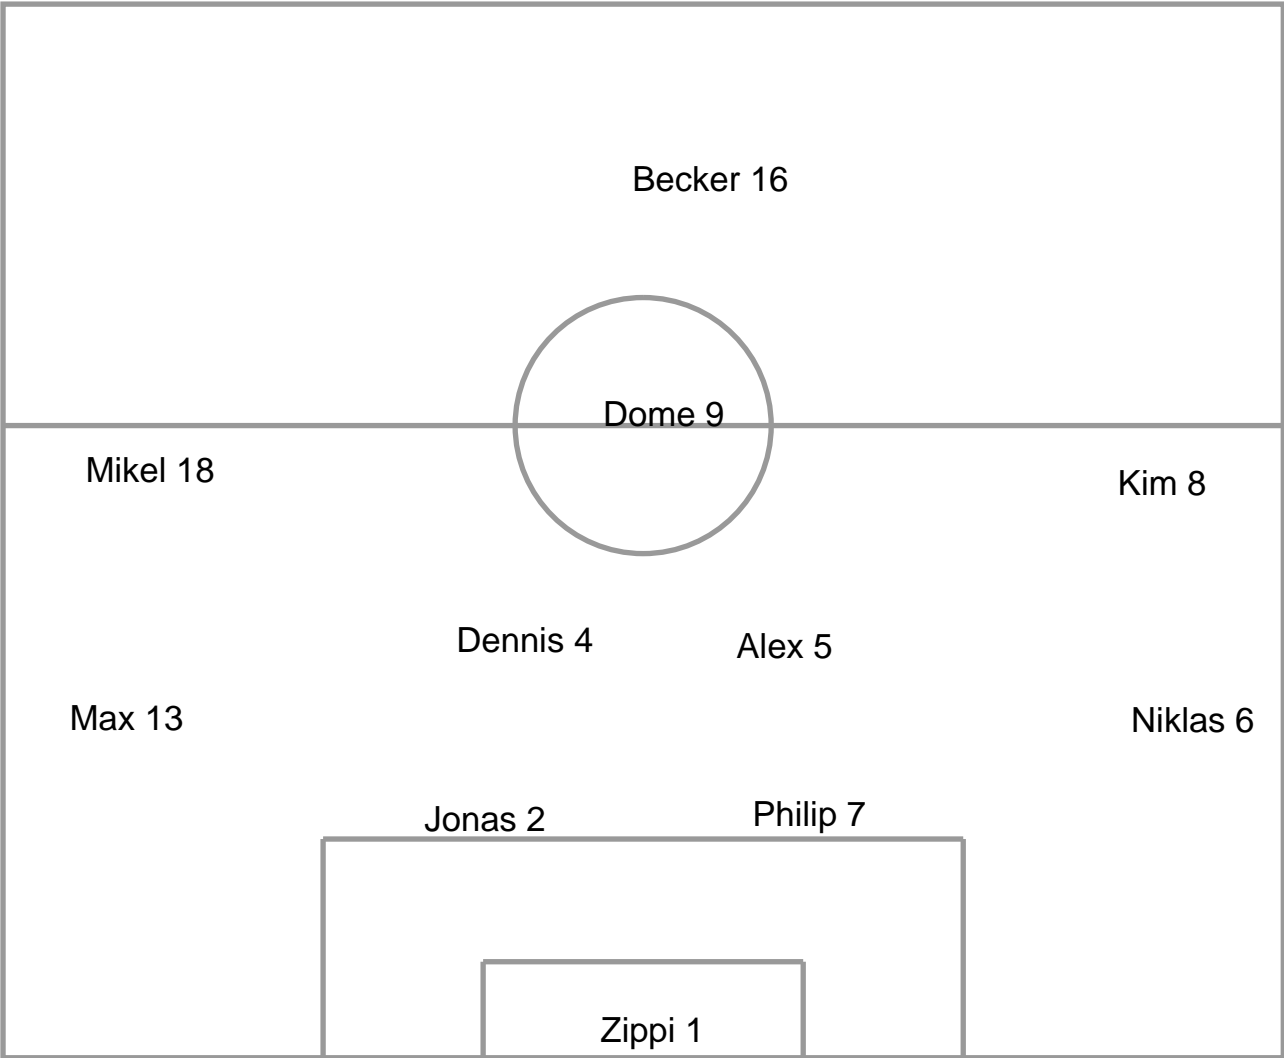 Becker 16
Dome 9
Mikel 18
Kim 8
Dennis 4
Alex 5
Max 13
Niklas 6
Jonas 2
Philip 7
Zippi 1